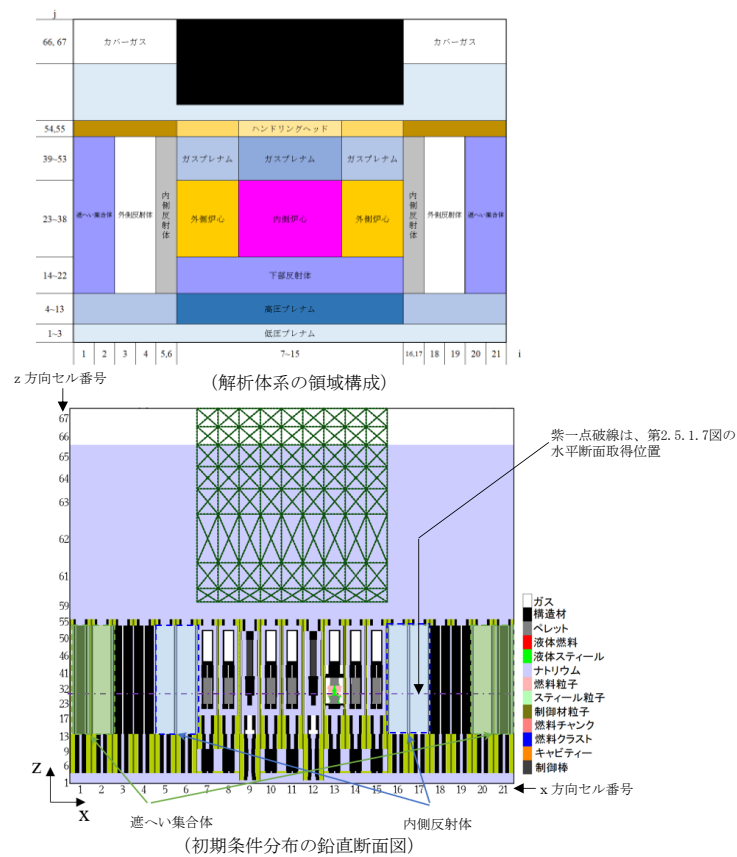 j
66, 67
カバーガス
カバーガス
54,55
ハンドリングヘッド
39~53
ガスプレナム
ガスプレナム
ガスプレナム
23~38
遮へい集合体
外側反射体
内側反射体
外側炉心
内側炉心
外側炉心
内側反射体
外側反射体
遮へい集合体
14~22
下部反射体
4~13
高圧プレナム
1~3
低圧プレナム
1 2 3 4 5,6 7~15 16,17 18 19 20 21 i
(解析体系の領域構成)
z 方向セル番号
67
66
65
64
63
62
61
59
55
50
46
41
32
23
17
13
9
6
1
紫一点破線は、第2.5.1.7図の
水平断面取得位置
ガス
構造材
ペレット
液体燃料
液体スティール
ナトリウム
燃料粒子
スティール粒子
制御材粒子
燃料チャンク
燃料クラスト
キャビティー
制御棒
Z
X
1 2 3 4 5 6 7 8 9 10 11 12 13 14 15 16 17 18 19 20 21
x 方向セル番号
遮へい集合体
内側反射体
(初期条件分布の鉛直断面図)